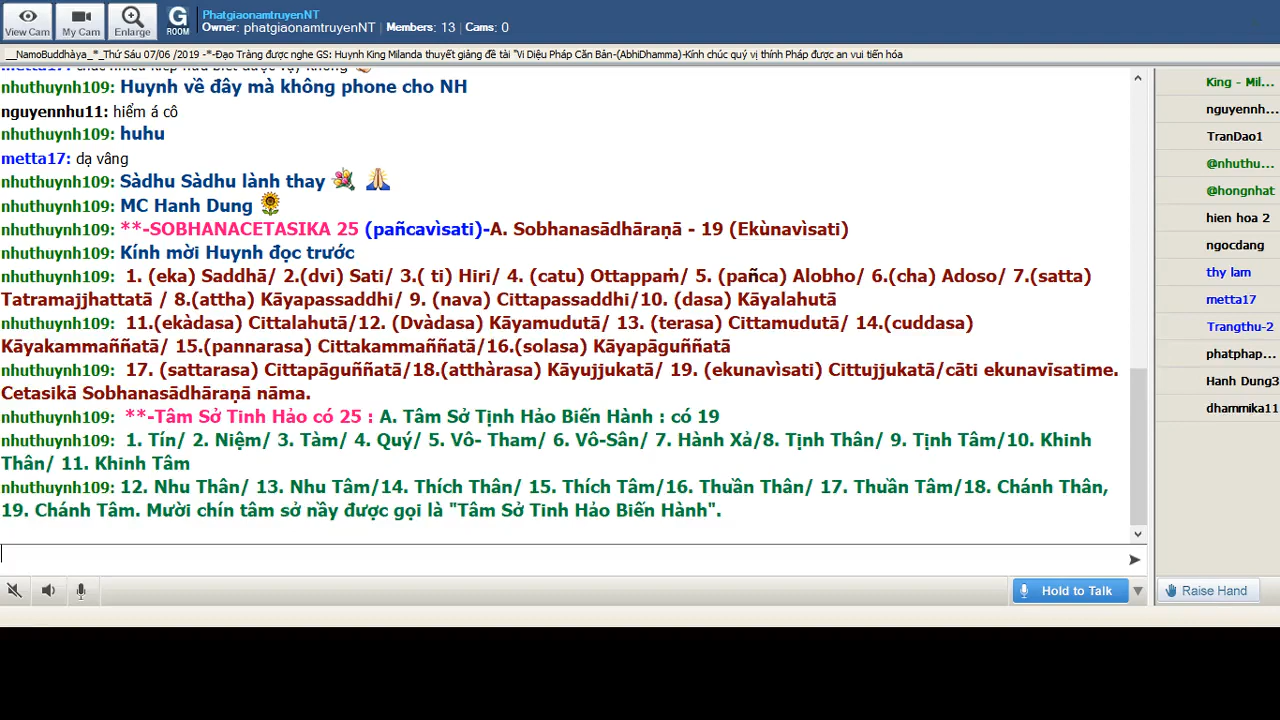 View Cam
My Cam
Enlarge
G
ROOM
PhatgiaonamtruyenNT
Owner: phatgiaonamtruyenNT | Members: 13 | Cams: 0
__NamoBuddhàya_*_Thứ Sáu 07/06 /2019 -*-Đạo Tràng được nghe GS: Huynh King Milanda thuyết giảng đề tài "Vi Diệu Pháp Căn Bản-(AbhiDhamma)-Kính chúc quý vị thính Pháp được an vui tiến hóa
nhuthuynh109: Huynh về đây mà không phone cho NH
nguyennhu11: hiểm á cô
nhuthuynh109: huhu
metta17: dạ vâng
nhuthuynh109: Sàdhu Sàdhu lành thay
nhuthuynh109: MC Hanh Dung
nhuthuynh109: **-SOBHANACETASIKA 25 (pañcavìsati)-A. Sobhanasādhāraṇā - 19 (Ekùnavìsati)
nhuthuynh109: Kính mời Huynh đọc trước
nhuthuynh109: 1. (eka) Saddhā/ 2.(dvi) Sati/ 3.( ti) Hiri/ 4. (catu) Ottappaṁ/ 5. (pañca) Alobho/ 6.(cha) Adoso/ 7.(satta)
Tatramajjhattatā / 8.(attha) Kāyapassaddhi/ 9. (nava) Cittapassaddhi/10. (dasa) Kāyalahutā
nhuthuynh109: 11.(ekàdasa) Cittalahutā/12. (Dvàdasa) Kāyamudutā/ 13. (terasa) Cittamudutā/ 14.(cuddasa)
Kāyakammaññatā/ 15.(pannarasa) Cittakammaññatā/16.(solasa) Kāyapāguññatā
nhuthuynh109: 17. (sattarasa) Cittapāguññatā/18.(atthàrasa) Kāyujjukatā/ 19. (ekunavìsati) Cittujjukatā/cāti ekunavīsatime.
Cetasikā Sobhanasādhāraṇā nāma.
nhuthuynh109: **-Tâm Sở Tinh Hảo có 25 : A. Tâm Sở Tịnh Hảo Biến Hành : có 19
nhuthuynh109: 1. Tín/ 2. Niệm/ 3. Tàm/ 4. Quý/ 5. Vô- Tham/ 6. Vô-Sân/ 7. Hành Xả/8. Tịnh Thân/ 9. Tịnh Tâm/10. Khinh
Thân/ 11. Khinh Tâm
nhuthuynh109: 12. Nhu Thân/ 13. Nhu Tâm/14. Thích Thân/ 15. Thích Tâm/16. Thuần Thân/ 17. Thuần Tâm/18. Chánh Thân,
19. Chánh Tâm. Mười chín tâm sở nầy được gọi là "Tâm Sở Tinh Hảo Biến Hành".
King - Mil...
nguyennh...
TranDao1
@nhuthu...
@hongnhat
hien hoa 2
ngocdang
thy lam
metta17
Trangthu-2
phatphap...
Hanh Dung3
dhammika11
Hold to Talk
Raise Hand